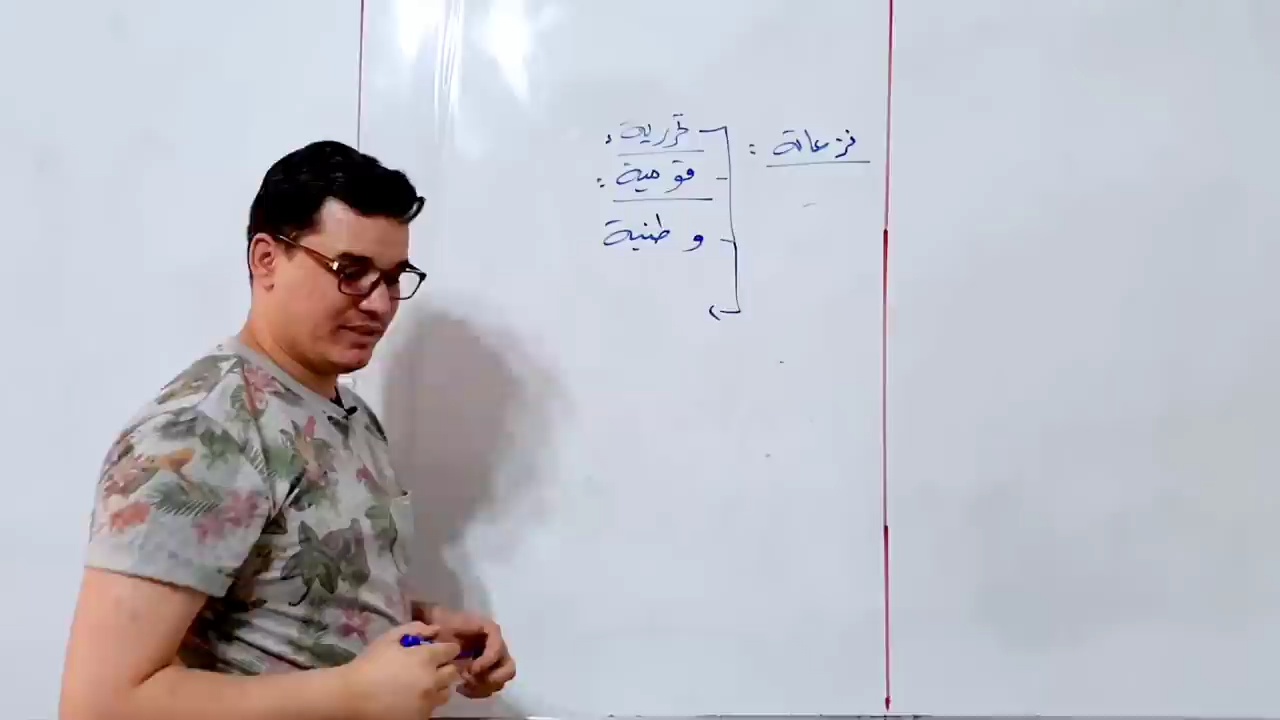 نزعات :
تحررية ،
قومية :
وطنية